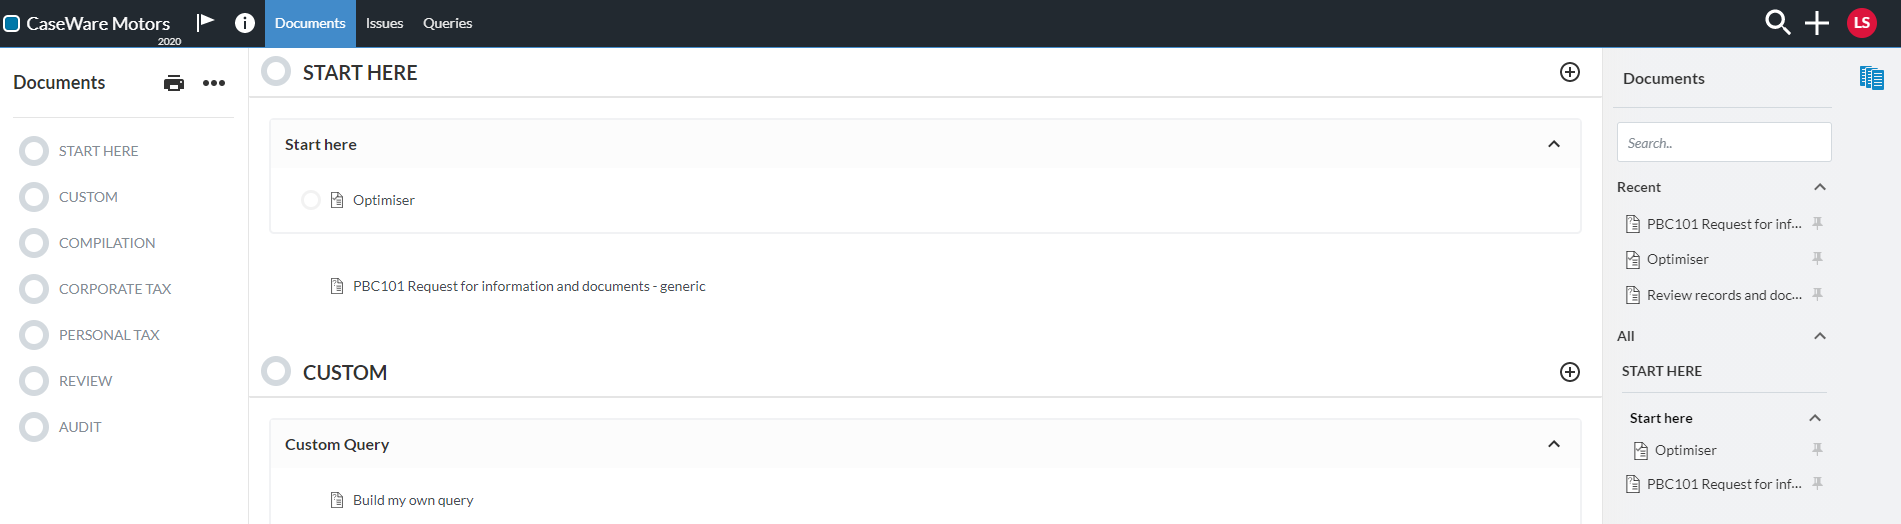 CaseWare Motors
2020
Documents
Issues
Queries
LS
Documents
START HERE
CUSTOM
COMPILATION
CORPORATE TAX
PERSONAL TAX
REVIEW
AUDIT
START HERE
Start here
Optimiser
PBC101 Request for information and documents - generic
CUSTOM
Custom Query
Build my own query
Documents
Search..
Recent
PBC101 Request for inf...
Optimiser
Review records and doc...
All
START HERE
Start here
Optimiser
PBC101 Request for inf...